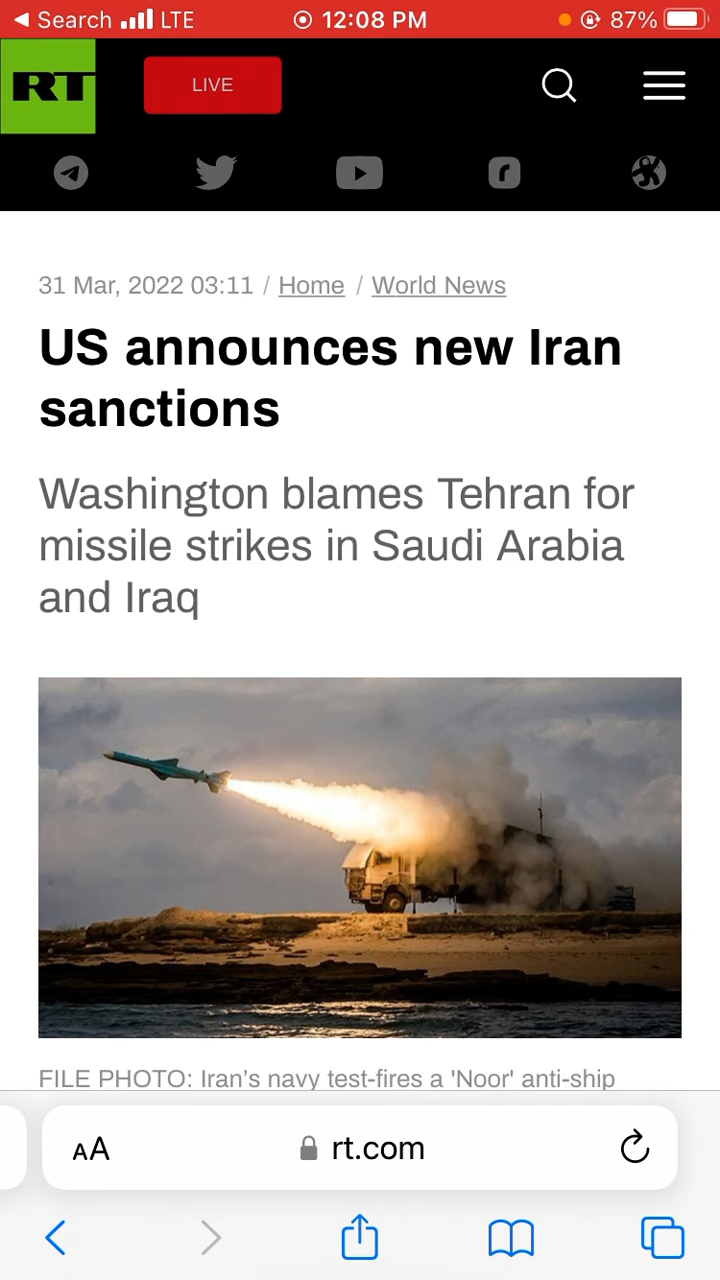 Search LTE 12:08 PM 87%
RT LIVE
31 Mar, 2022 03:11 / Home / World News
US announces new Iran
sanctions
Washington blames Tehran for
missile strikes in Saudi Arabia
and Iraq
FILE PHOTO: Iran’s navy test-fires a 'Noor' anti-ship
AA rt.com